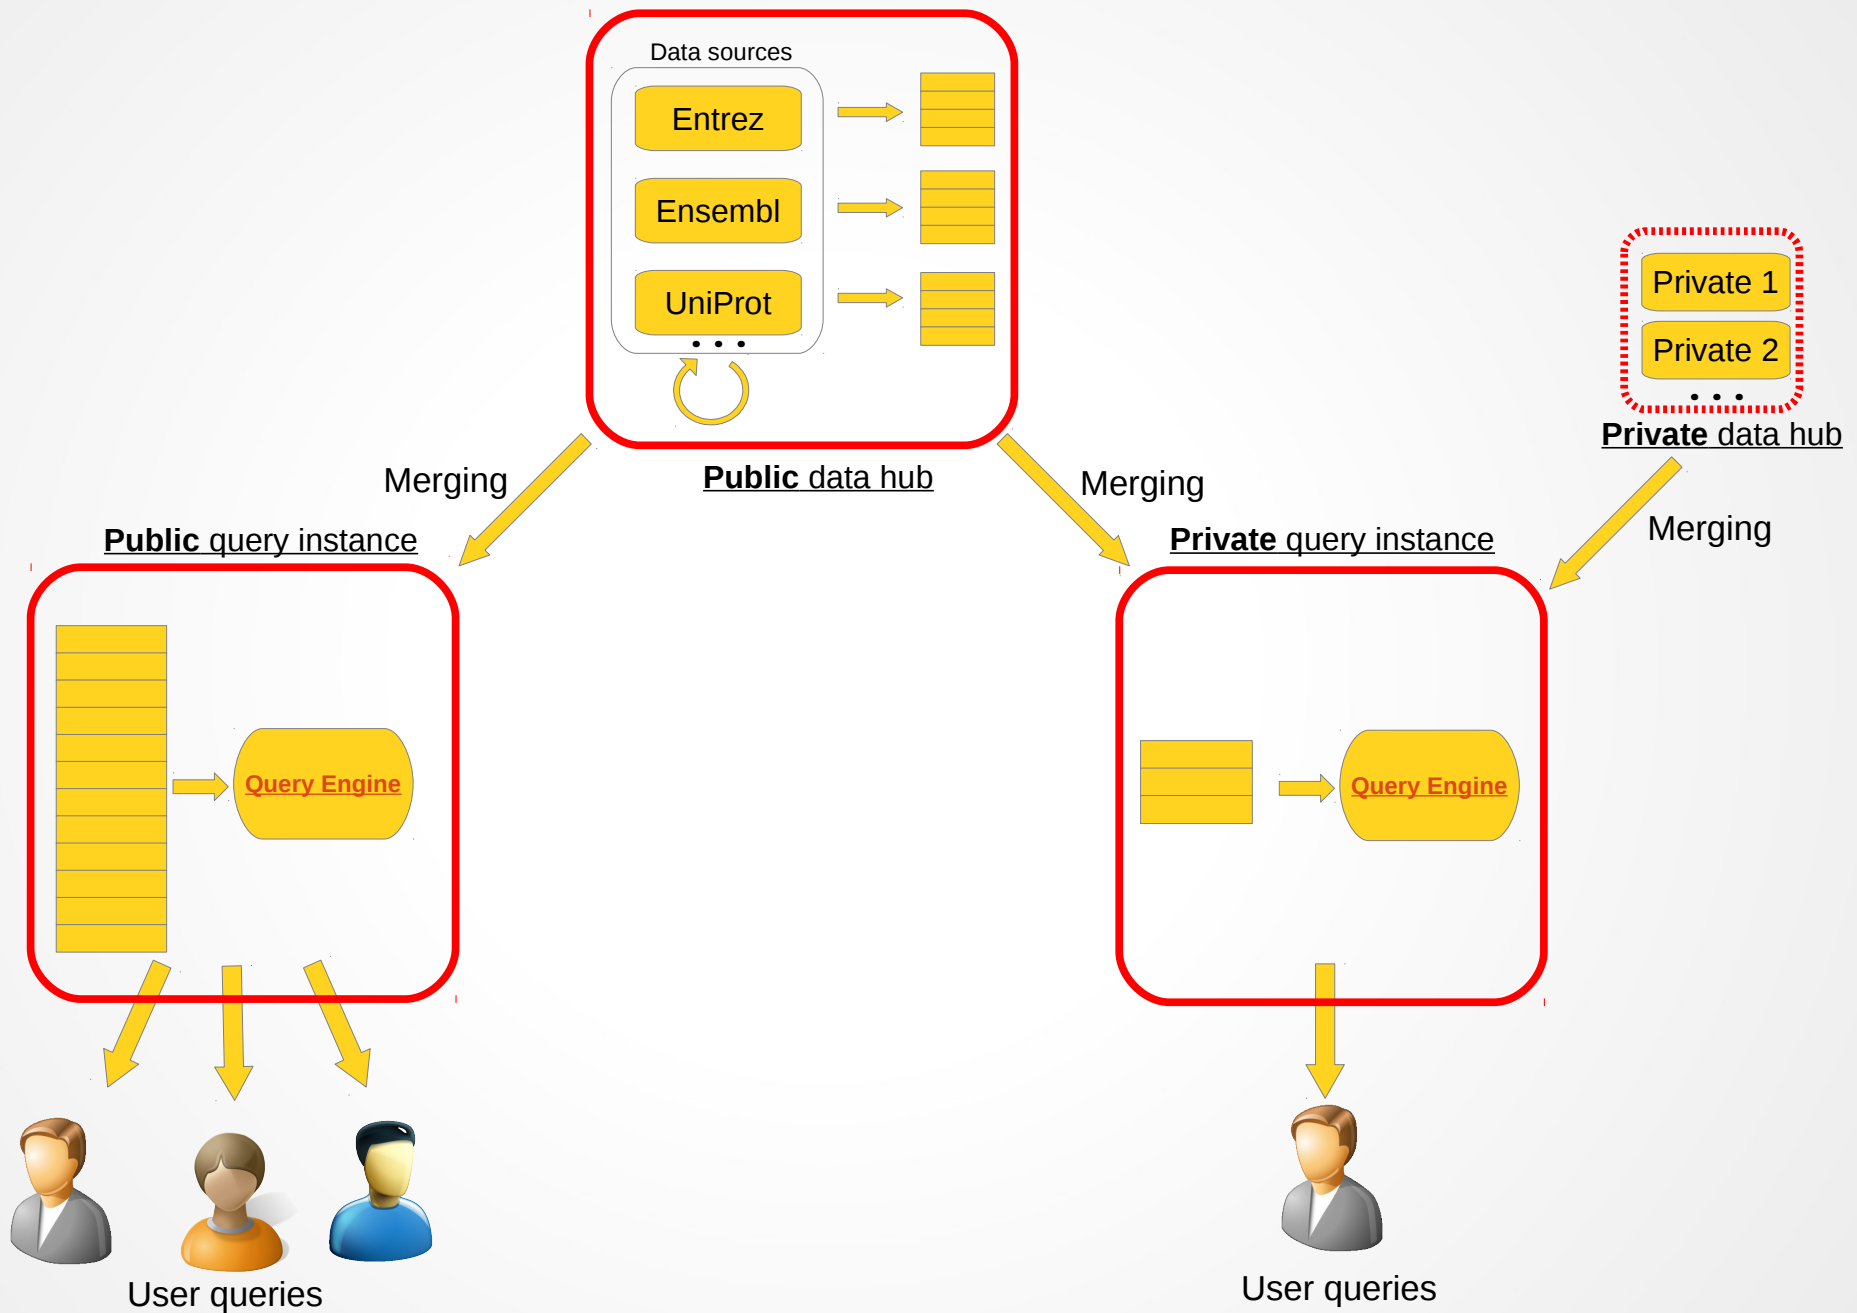 Data sources
Entrez
Ensembl
UniProt
. . .
Public data hub
Private 1
Private 2
. . .
Private data hub
Merging
Merging
Merging
Public query instance
Query Engine
User queries
Private query instance
Query Engine
User queries